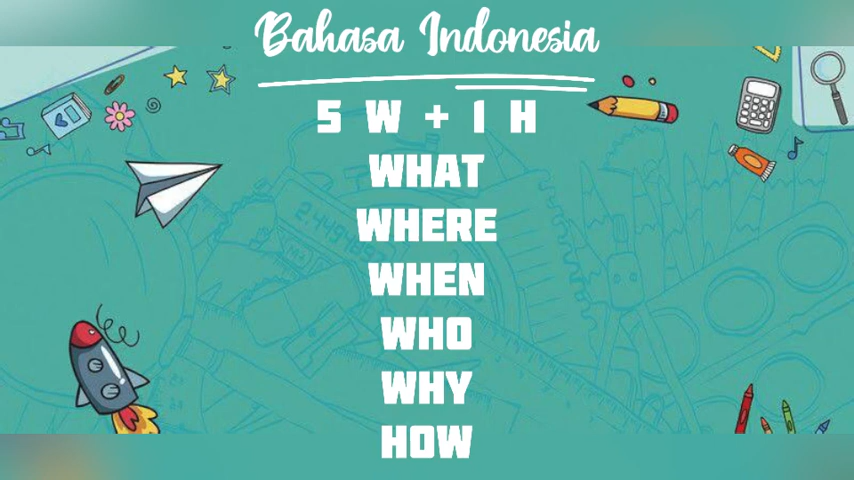 Bahasa Indonesia
5 W + 1 H
WHAT
WHERE
WHEN
WHO
WHY
HOW